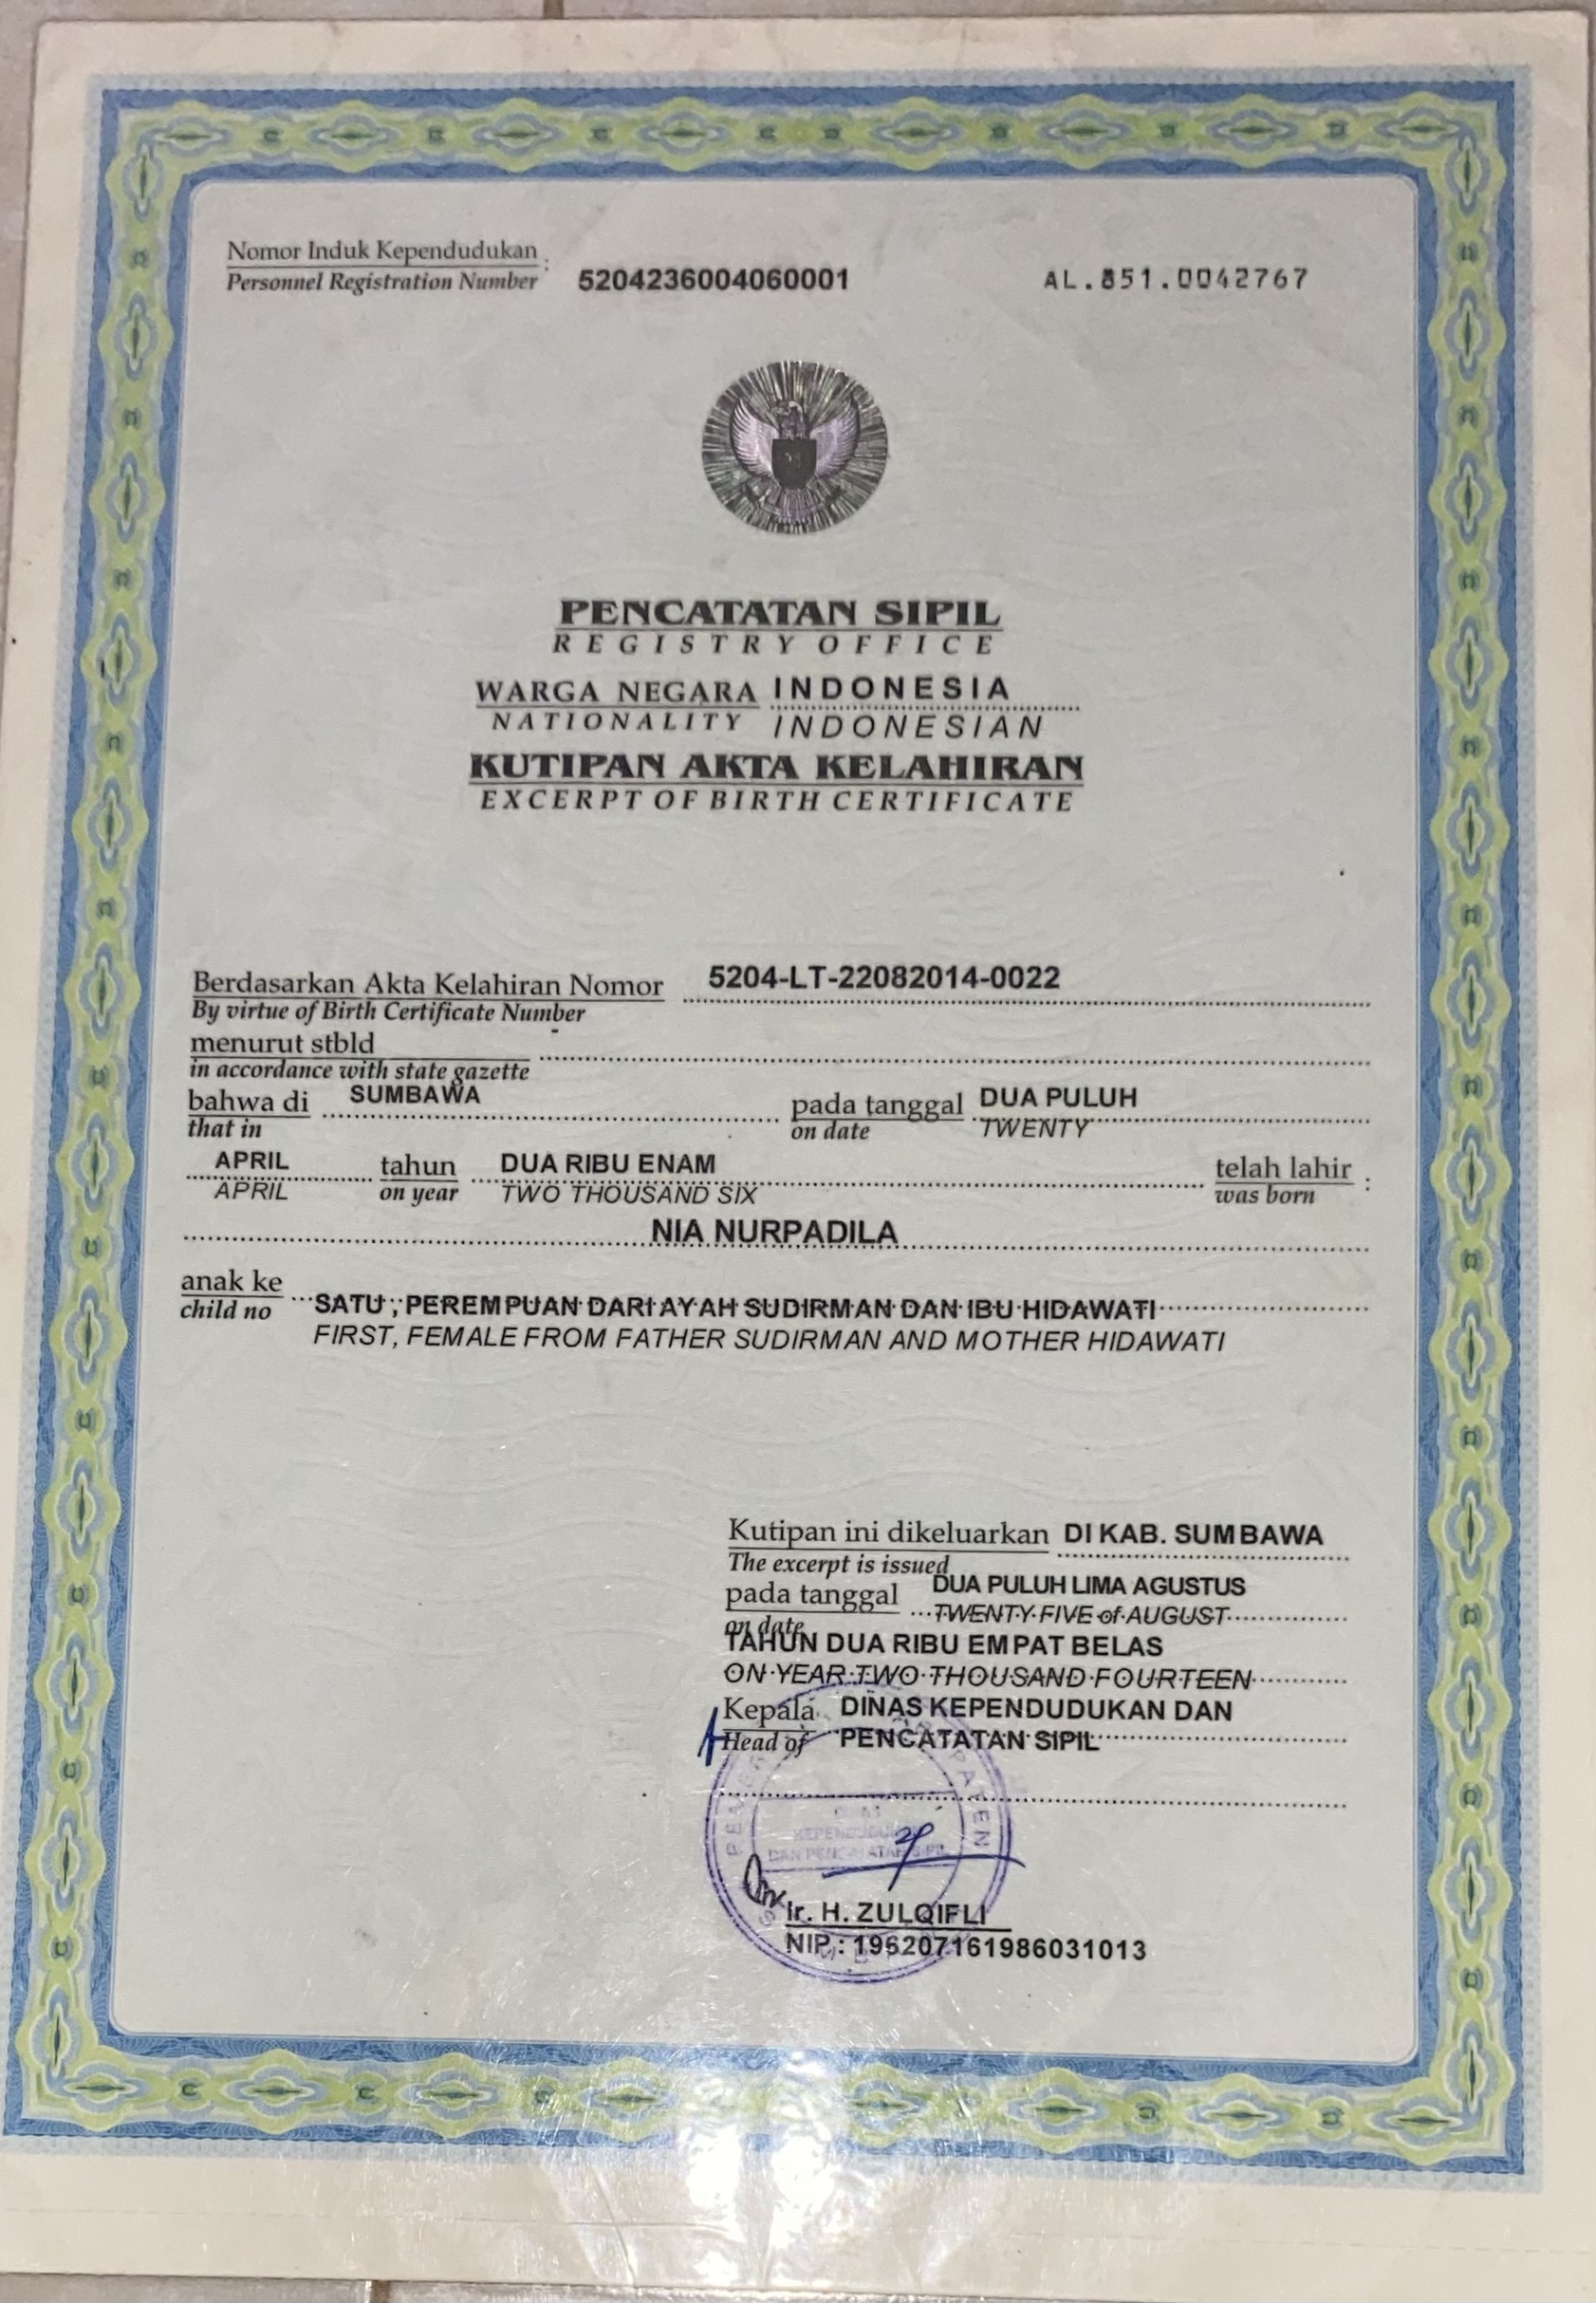 Nomor Induk Kependudukan :
Personnel Registration Number 5204236004060001 AL.851.0042767
PENCATATAN SIPIL
REGISTRY OFFICE
WARGA NEGARA INDONESIA
NATIONALITY INDONESIAN
KUTIPAN AKTA KELAHIRAN
EXCERPT OF BIRTH CERTIFICATE
Berdasarkan Akta Kelahiran Nomor 5204-LT-22082014-0022
By virtue of Birth Certificate Number
menurut stbld -
in accordance with state gazette
bahwa di SUMBAWA pada tanggal DUA PULUH
that in on date TWENTY
APRIL tahun DUA RIBU ENAM telah lahir :
APRIL on year TWO THOUSAND SIX was born
NIA NURPADILA
anak ke
child no SATU , PEREMPUAN DARI AYAH SUDIRMAN DAN IBU HIDAWATI
FIRST, FEMALE FROM FATHER SUDIRMAN AND MOTHER HIDAWATI
Kutipan ini dikeluarkan DI KAB. SUMBAWA
The excerpt is issued
pada tanggal DUA PULUH LIMA AGUSTUS
on date TWENTY FIVE of AUGUST
TAHUN DUA RIBU EMPAT BELAS
ON YEAR TWO THOUSAND FOURTEEN
Kepala DINAS KEPENDUDUKAN DAN
Head of PENCATATAN SIPIL
DINAS
KEPENDUDUKAN
DAN PENCATATAN SIPIL
Ir. H. ZULQIFLI
NIP : 196207161986031013